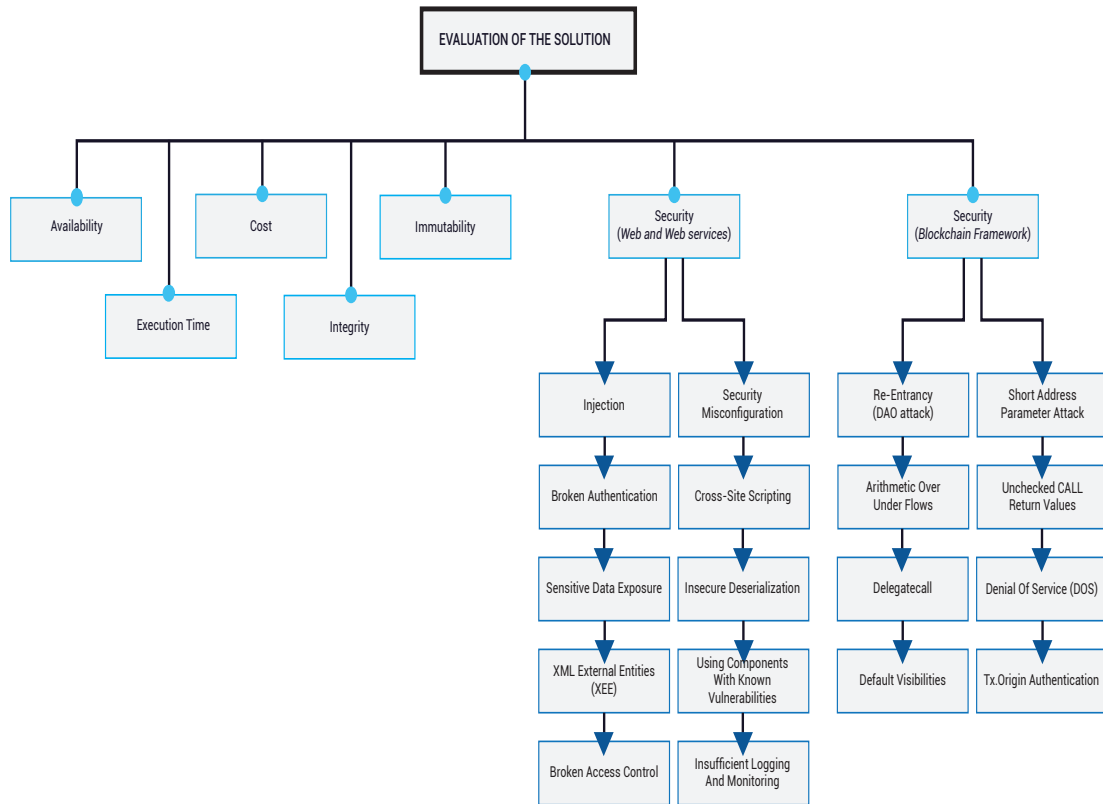 EVALUATION OF THE SOLUTION
Availability
Cost
Immutability
Security
(Web and Web services)
Security
(Blockchain Framework)
Execution Time
Integrity
Injection
Security
Misconfiguration
Re-Entrancy
(DAO attack)
Short Address
Parameter Attack
Broken Authentication
Cross-Site Scripting
Arithmetic Over
Under Flows
Unchecked CALL
Return Values
Sensitive Data Exposure
Insecure Deserialization
Delegatecall
Denial Of Service (DOS)
XML External Entities
(XEE)
Using Components
With Known
Vulnerabilities
Default Visibilities
Tx.Origin Authentication
Broken Access Control
Insufficient Logging
And Monitoring